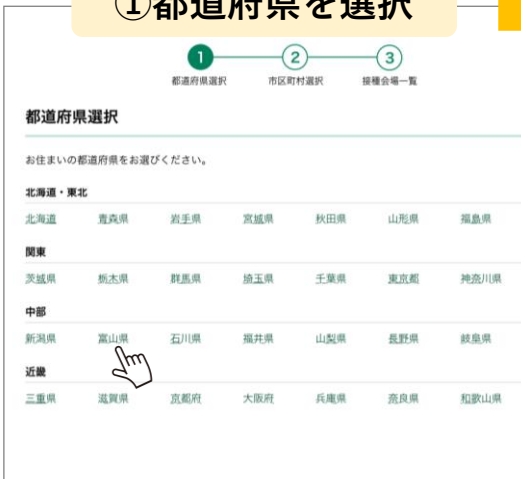 ①都道府県を選択
1 2 3
都道府県選択 市区町村選択 接種会場一覧
都道府県選択
お住まいの都道府県をお選びください。
北海道・東北
北海道 青森県 岩手県 宮城県 秋田県 山形県 福島県
関東
茨城県 栃木県 群馬県 埼玉県 千葉県 東京都 神奈川県
中部
新潟県 富山県 石川県 福井県 山梨県 長野県 岐阜県
近畿
三重県 滋賀県 京都府 大阪府 兵庫県 奈良県 和歌山県